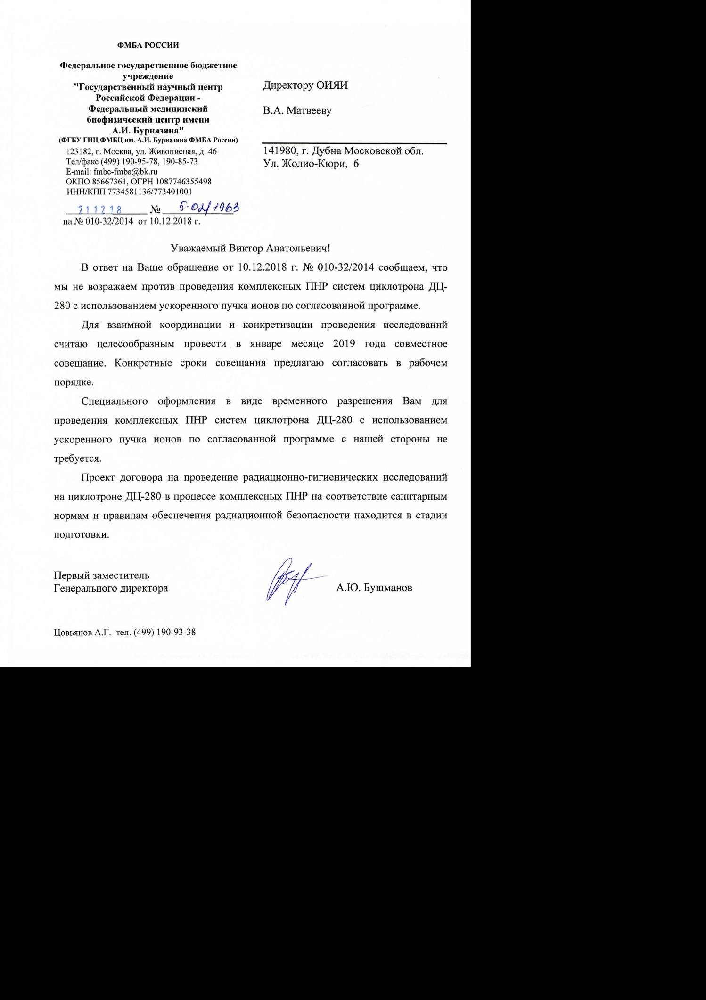 ФМБА РОССИИ
Федеральное государственное бюджетное
учреждение
"Государственный научный центр
Российской Федерации -
Федеральный медицинский
биофизический центр имени
А.И. Бурназяна"
(ФГБУ ГНЦ ФМБЦ им. А.И. Бурназяна ФМБА России)
123182, г. Москва, ул. Живописная, д. 46
Тел/факс (499) 190-95-78, 190-85-73
E-mail: fmbc-fmba@bk.ru
ОКПО 85667361, ОГРН 1087746355498
ИНН/КПП 7734581136/773401001
211218 № 5-02/1963
на № 010-32/2014 от 10.12.2018 г.
Директору ОИЯИ
В.А. Матвееву
141980, г. Дубна Московской обл.
Ул. Жолио-Кюри, 6
Уважаемый Виктор Анатольевич!
В ответ на Ваше обращение от 10.12.2018 г. № 010-32/2014 сообщаем, что
мы не возражаем против проведения комплексных ПНР систем циклотрона ДЦ-
280 с использованием ускоренного пучка ионов по согласованной программе.
Для взаимной координации и конкретизации проведения исследований
считаю целесообразным провести в январе месяце 2019 года совместное
совещание. Конкретные сроки совещания предлагаю согласовать в рабочем
порядке.
Специального оформления в виде временного разрешения Вам для
проведения комплексных ПНР систем циклотрона ДЦ-280 с использованием
ускоренного пучка ионов по согласованной программе с нашей стороны не
требуется.
Проект договора на проведение радиационно-гигиенических исследований
на циклотроне ДЦ-280 в процессе комплексных ПНР на соответствие санитарным
нормам и правилам обеспечения радиационной безопасности находится в стадии
подготовки.
Первый заместитель
Генерального директора
А.Ю. Бушманов
Цовьянов А.Г. тел. (499) 190-93-38